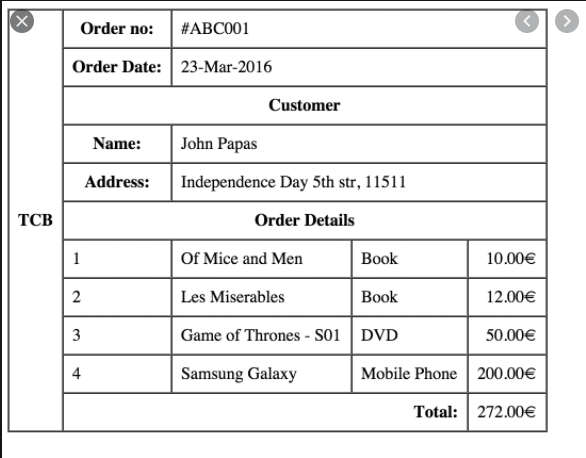 Order no: #ABC001
Order Date: 23-Mar-2016
Customer
Name: John Papas
Address: Independence Day 5th str, 11511
TCB
Order Details
1 Of Mice and Men Book 10.00€
2 Les Miserables Book 12.00€
3 Game of Thrones - S01 DVD 50.00€
4 Samsung Galaxy Mobile Phone 200.00€
Total: 272.00€